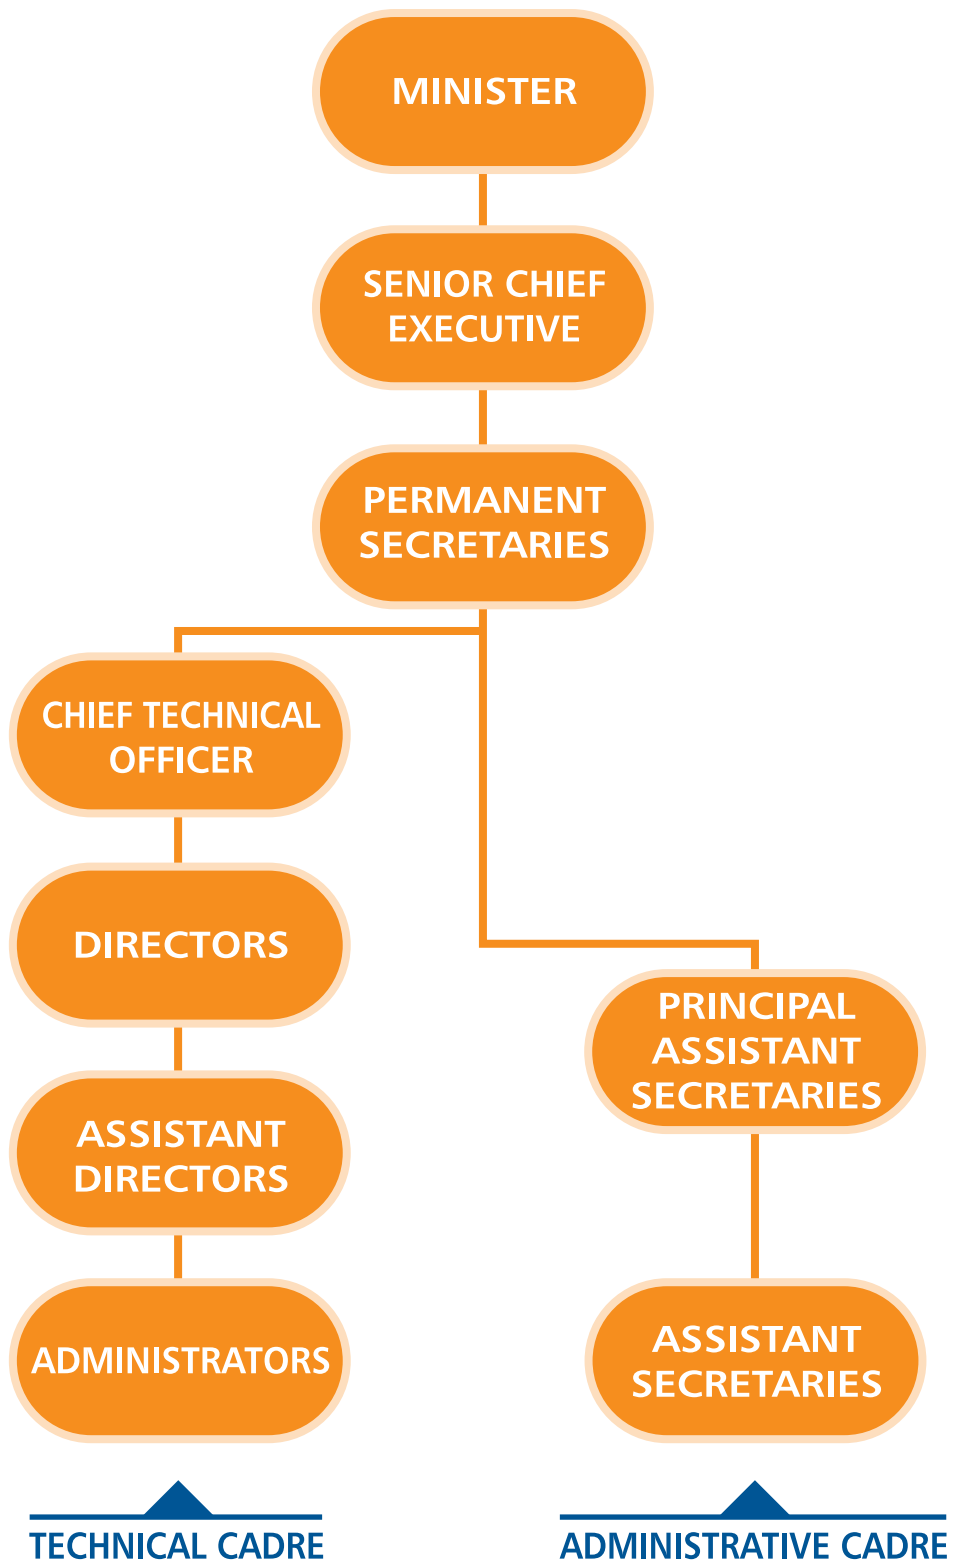 MINISTER
SENIOR CHIEF
EXECUTIVE
PERMANENT
SECRETARIES
CHIEF TECHNICAL
OFFICER
DIRECTORS
ASSISTANT
DIRECTORS
ADMINISTRATORS
PRINCIPAL
ASSISTANT
SECRETARIES
ASSISTANT
SECRETARIES
TECHNICAL CADRE
ADMINISTRATIVE CADRE